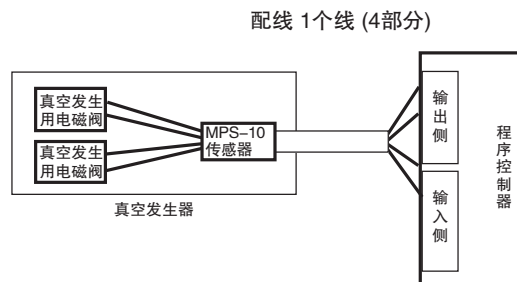 配线 1个线 (4部分)
真空发生
用电磁阀
真空发生
用电磁阀
MPS-10
传感器
真空发生器
输出侧
输入侧
程序控制器